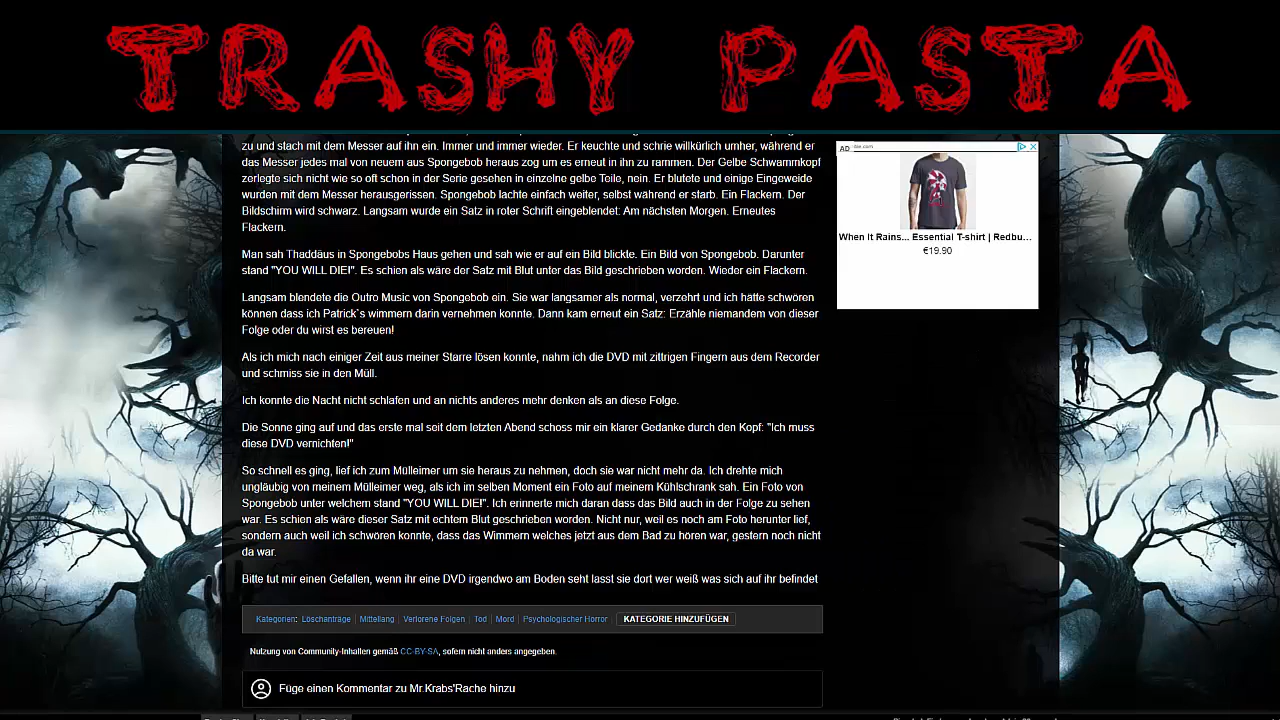 TRASHY PASTA
zu und stach mit dem Messer auf ihn ein. Immer und immer wieder. Er keuchte und schrie willkürlich umher, während er
das Messer jedes mal von neuem aus Spongebob heraus zog um es erneut in ihn zu rammen. Der Gelbe Schwammkopf
zerlegte sich nicht wie so oft schon in der Serie gesehen in einzelne gelbe Teile, nein. Er blutete und einige Eingeweide
wurden mit dem Messer herausgerissen. Spongebob lachte einfach weiter, selbst während er starb. Ein Flackern. Der
Bildschirm wird schwarz. Langsam wurde ein Satz in roter Schrift eingeblendet: Am nächsten Morgen. Erneutes
Flackern.
Man sah Thaddäus in Spongebobs Haus gehen und sah wie er auf ein Bild blickte. Ein Bild von Spongebob. Darunter
stand "YOU WILL DIE!". Es schien als wäre der Satz mit Blut unter das Bild geschrieben worden. Wieder ein Flackern.
Langsam blendete die Outro Music von Spongebob ein. Sie war langsamer als normal, verzehrt und ich hätte schwören
können dass ich Patrick`s wimmern darin vernehmen konnte. Dann kam erneut ein Satz: Erzähle niemandem von dieser
Folge oder du wirst es bereuen!
Als ich mich nach einiger Zeit aus meiner Starre lösen konnte, nahm ich die DVD mit zittrigen Fingern aus dem Recorder
und schmiss sie in den Müll.
Ich konnte die Nacht nicht schlafen und an nichts anderes mehr denken als an diese Folge.
Die Sonne ging auf und das erste mal seit dem letzten Abend schoss mir ein klarer Gedanke durch den Kopf: "Ich muss
diese DVD vernichten!"
So schnell es ging, lief ich zum Mülleimer um sie heraus zu nehmen, doch sie war nicht mehr da. Ich drehte mich
ungläubig von meinem Mülleimer weg, als ich im selben Moment ein Foto auf meinem Kühlschrank sah. Ein Foto von
Spongebob unter welchem stand "YOU WILL DIE!". Ich erinnerte mich daran dass das Bild auch in der Folge zu sehen
war. Es schien als wäre dieser Satz mit echtem Blut geschrieben worden. Nicht nur, weil es noch am Foto herunter lief,
sondern auch weil ich schwören konnte, dass das Wimmern welches jetzt aus dem Bad zu hören war, gestern noch nicht
da war.
Bitte tut mir einen Gefallen, wenn ihr eine DVD irgendwo am Boden seht lasst sie dort wer weiß was sich auf ihr befindet
Kategorien: Löschanträge Mittellang Verlorene Folgen Tod Mord Psychologischer Horror KATEGORIE HINZUFÜGEN
Nutzung von Community-Inhalten gemäß CC-BY-SA, sofern nicht anders angegeben.
Füge einen Kommentar zu Mr.Krabs'Rache hinzu
AD
When It Rains... Essential T-shirt | Redbu...
€19.90